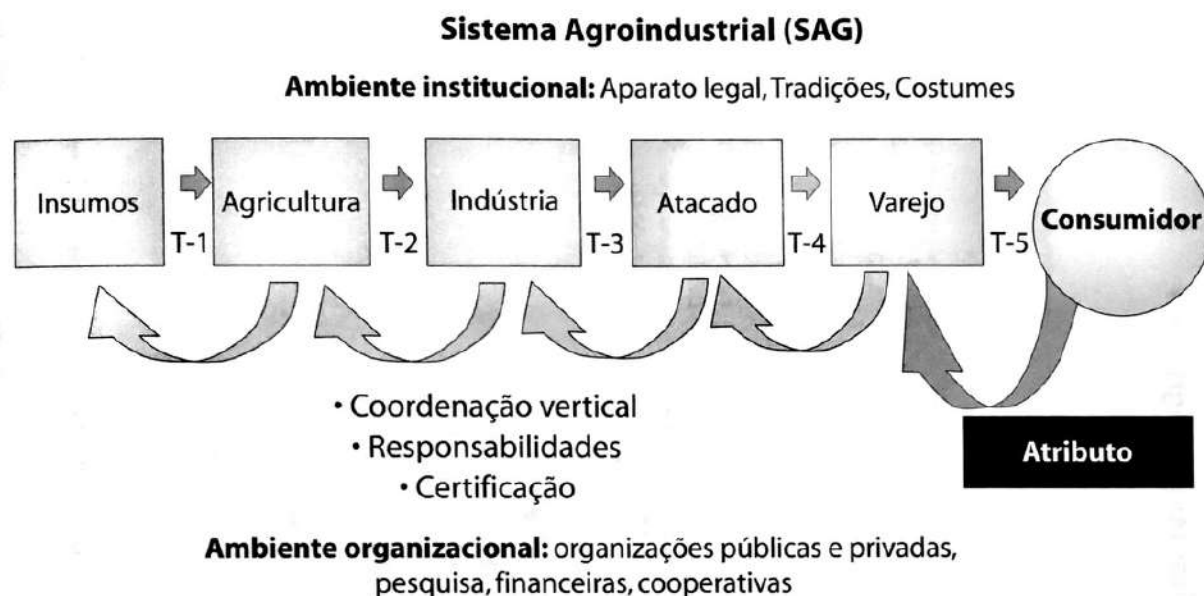 Sistema Agroindustrial (SAG)
Ambiente institucional: Aparato legal, Tradições, Costumes
Insumos
T-1
Agricultura
T-2
Indústria
T-3
Atacado
T-4
Varejo
T-5
Consumidor
• Coordenação vertical
• Responsabilidades
• Certificação
Atributo
Ambiente organizacional: organizações públicas e privadas,
pesquisa, financeiras, cooperativas